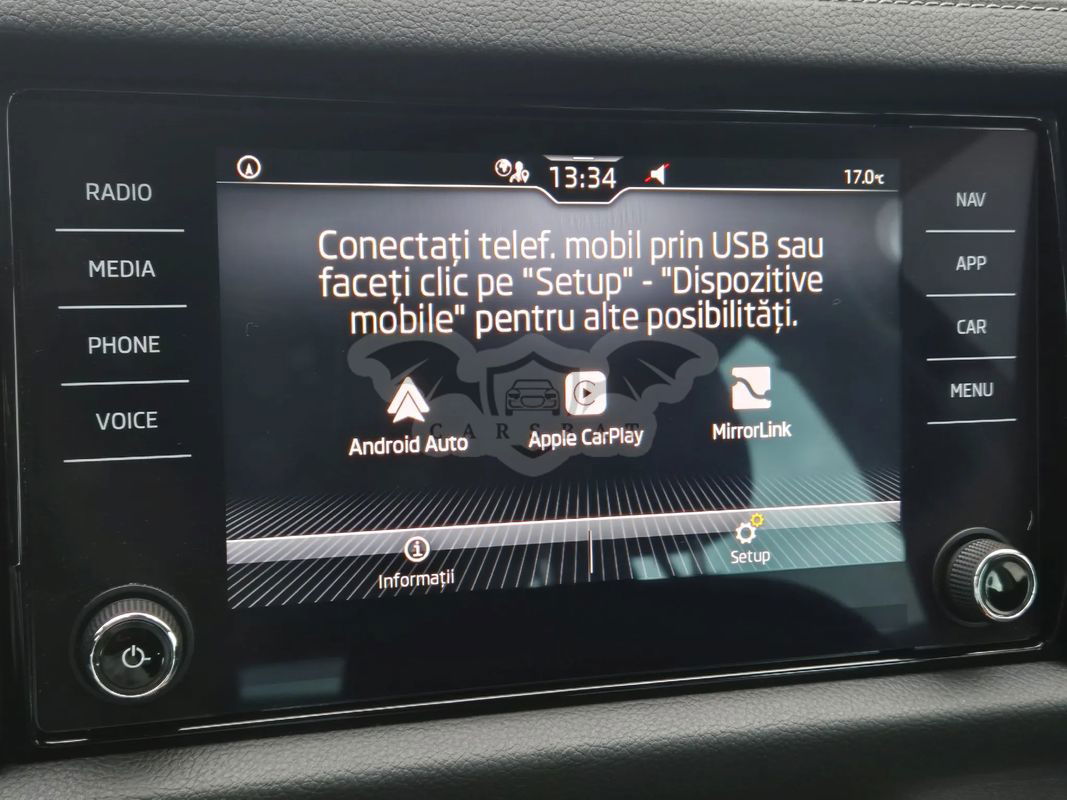 RADIO
MEDIA
PHONE
VOICE
13:34
17.0°C
Conectați telef. mobil prin USB sau
faceți clic pe "Setup" - "Dispozitive
mobile" pentru alte posibilități.
Android Auto
Apple CarPlay
MirrorLink
CARSBAT
Informații
Setup
NAV
APP
CAR
MENU